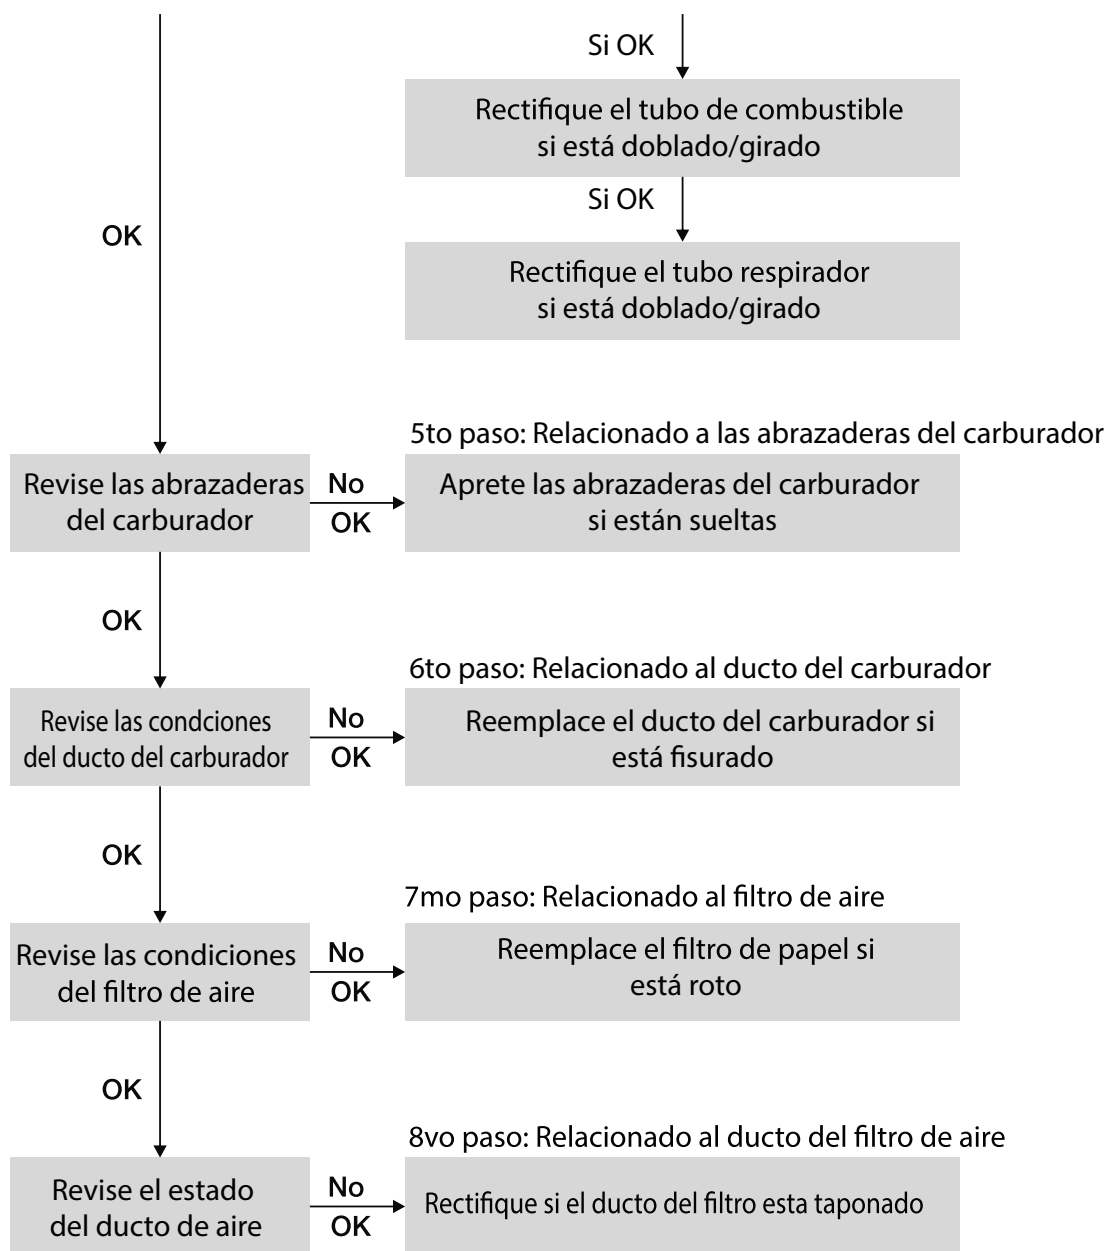 Si OK
Rectifique el tubo de combustible
si está doblado/girado
Si OK
OK
Rectifique el tubo respirador
si está doblado/girado
5to paso: Relacionado a las abrazaderas del carburador
Revise las abrazaderas
del carburador
No
OK
Aprete las abrazaderas del carburador
si están sueltas
OK
6to paso: Relacionado al ducto del carburador
Revise las condciones
del ducto del carburador
No
OK
Reemplace el ducto del carburador si
está fisurado
OK
7mo paso: Relacionado al filtro de aire
Revise las condiciones
del filtro de aire
No
OK
Reemplace el filtro de papel si
está roto
OK
8vo paso: Relacionado al ducto del filtro de aire
Revise el estado
del ducto de aire
No
OK
Rectifique si el ducto del filtro esta taponado